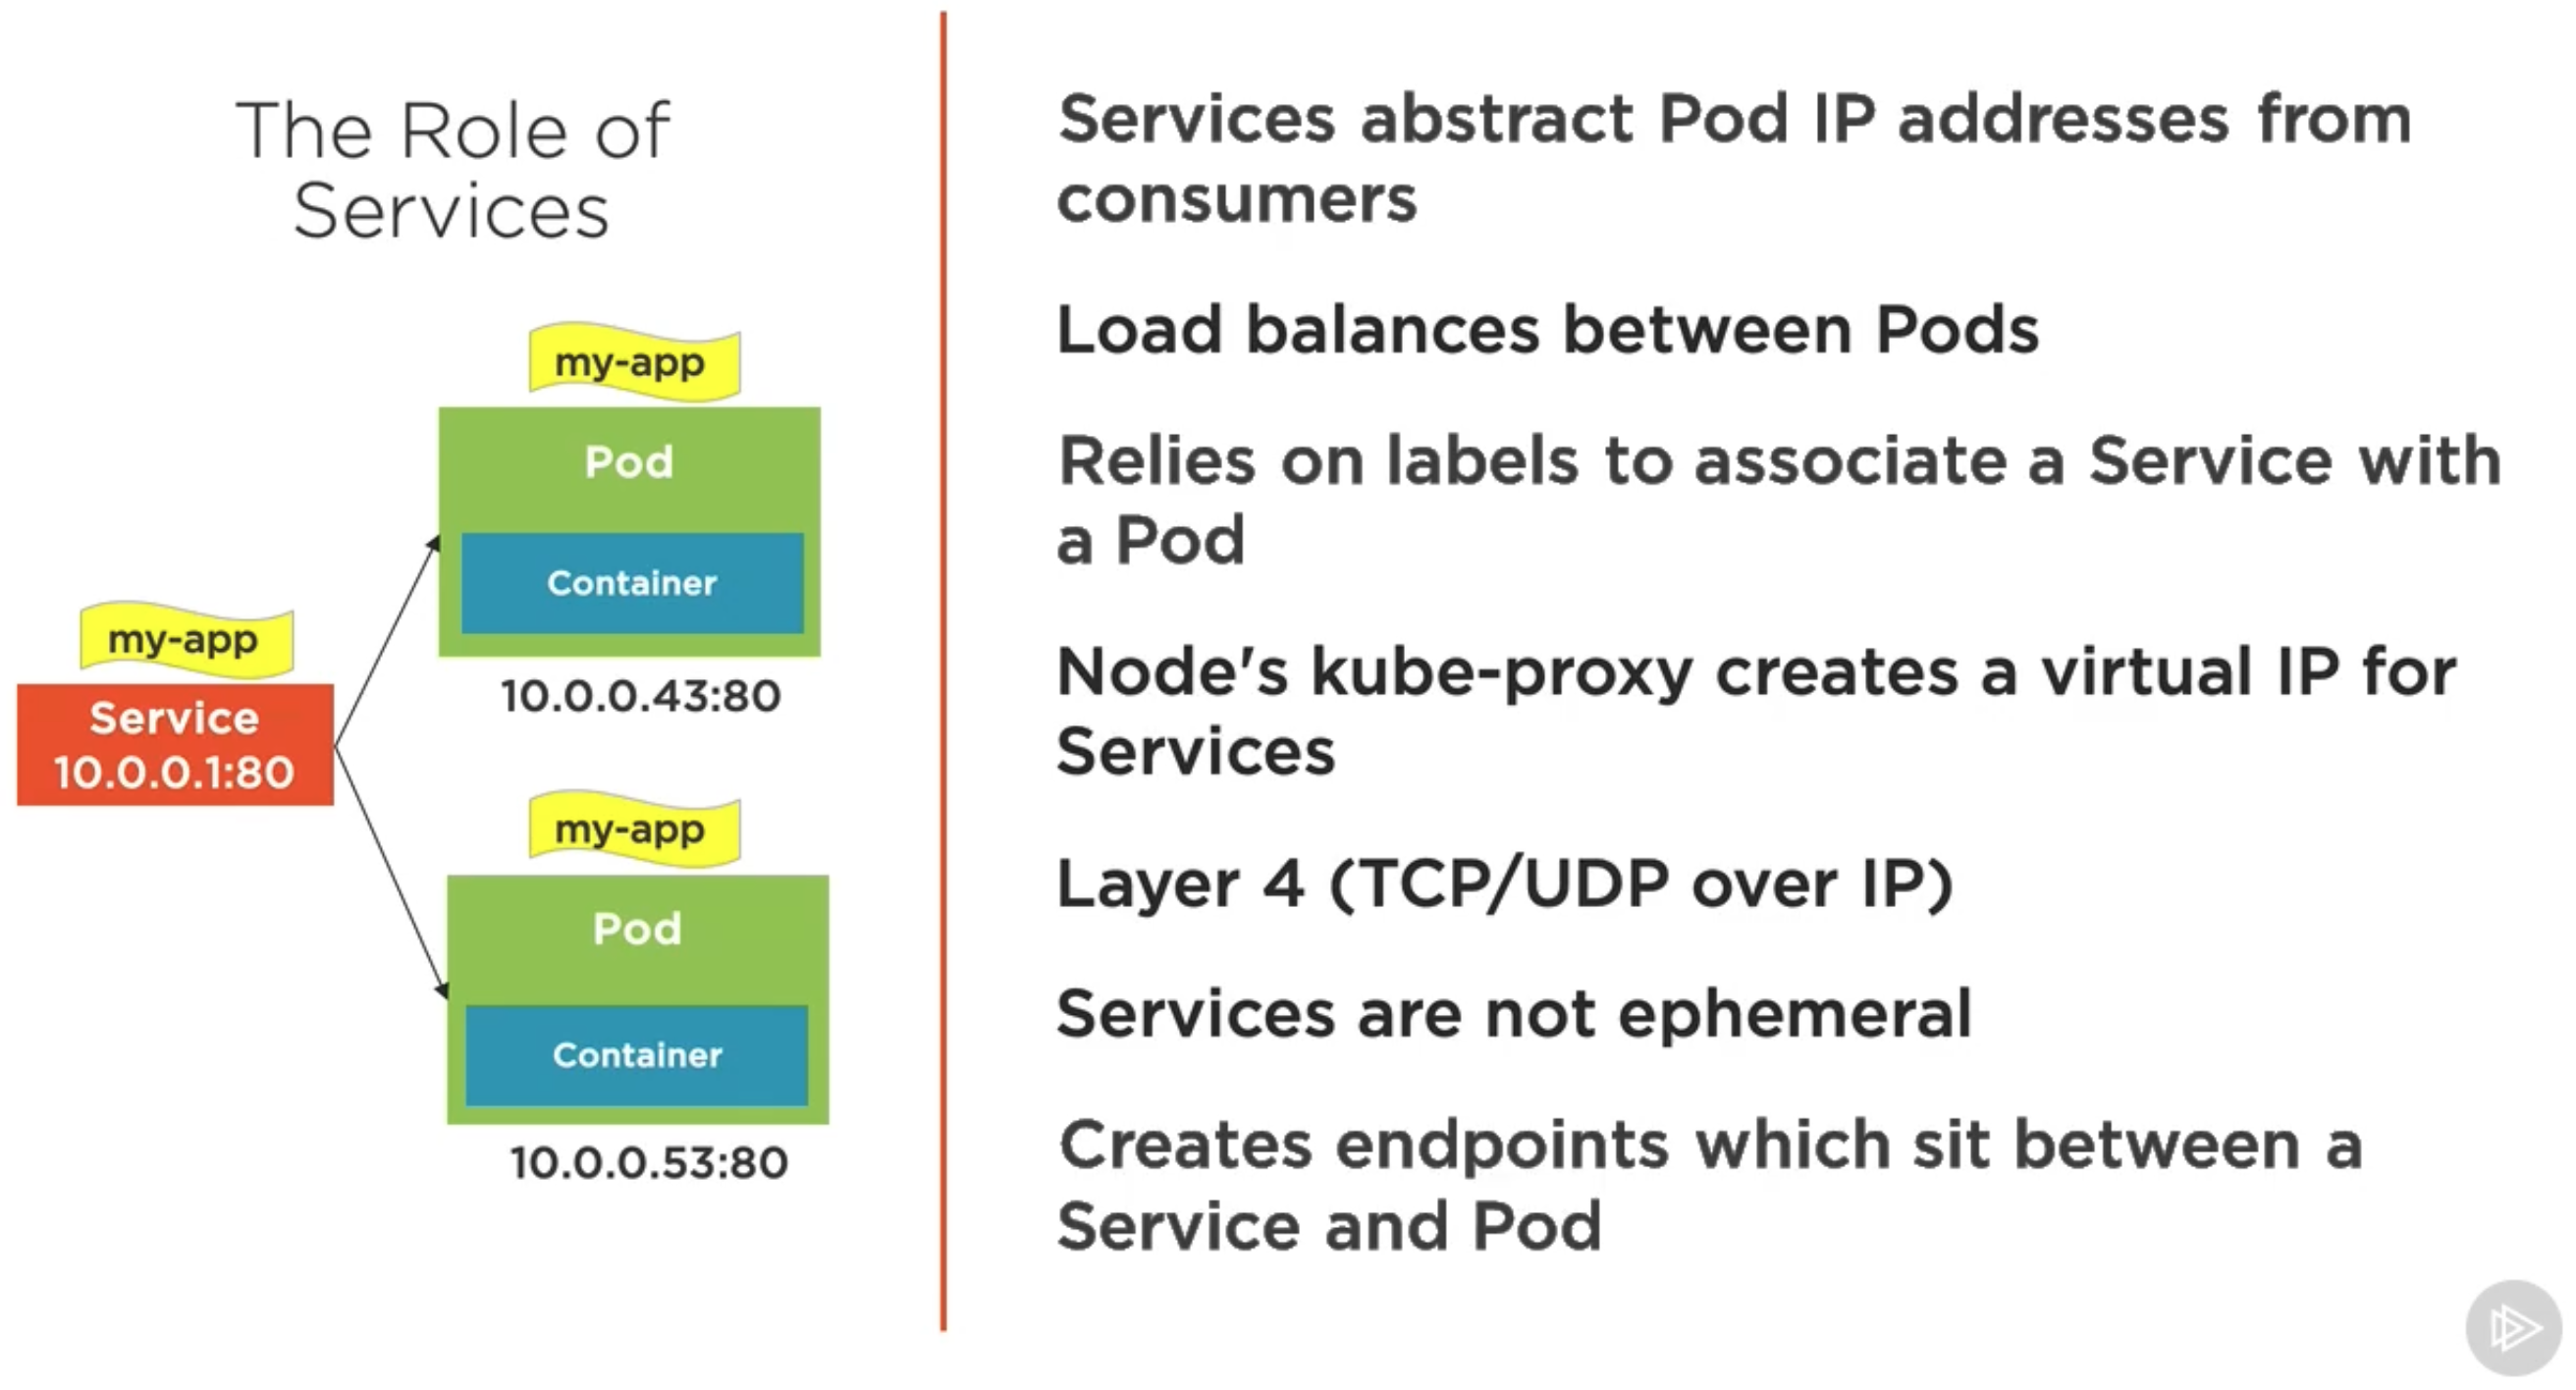 The Role of
Services
my-app
Pod
Container
10.0.0.43:80
my-app
Service
10.0.0.1:80
my-app
Pod
Container
10.0.0.53:80
Services abstract Pod IP addresses from
consumers
Load balances between Pods
Relies on labels to associate a Service with
a Pod
Node's kube-proxy creates a virtual IP for
Services
Layer 4 (TCP/UDP over IP)
Services are not ephemeral
Creates endpoints which sit between a
Service and Pod